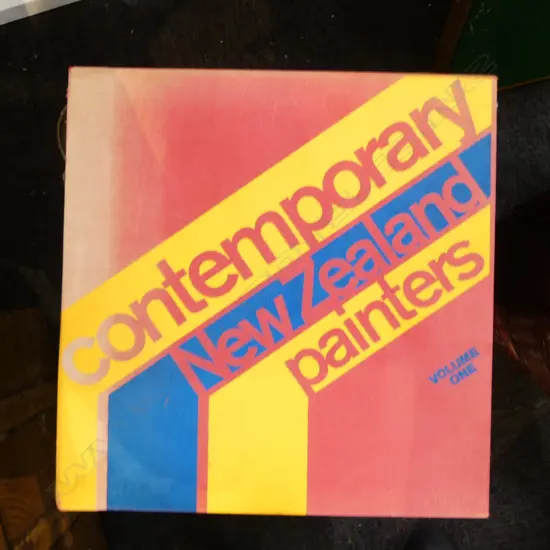 contemporary
New Zealand
painters
VOLUME
ONE